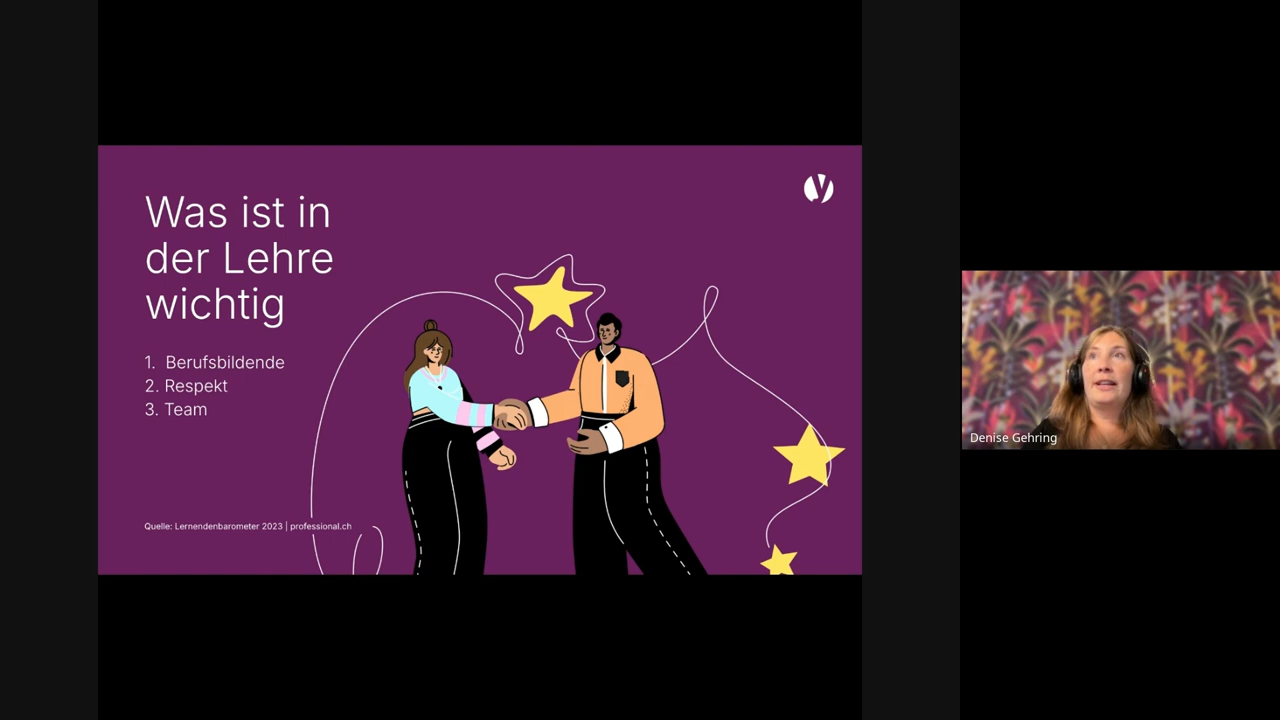 Was ist in
der Lehre
wichtig
1. Berufsbildende
2. Respekt
3. Team
Quelle: Lernendenbarometer 2023 | professional.ch
Denise Gehring